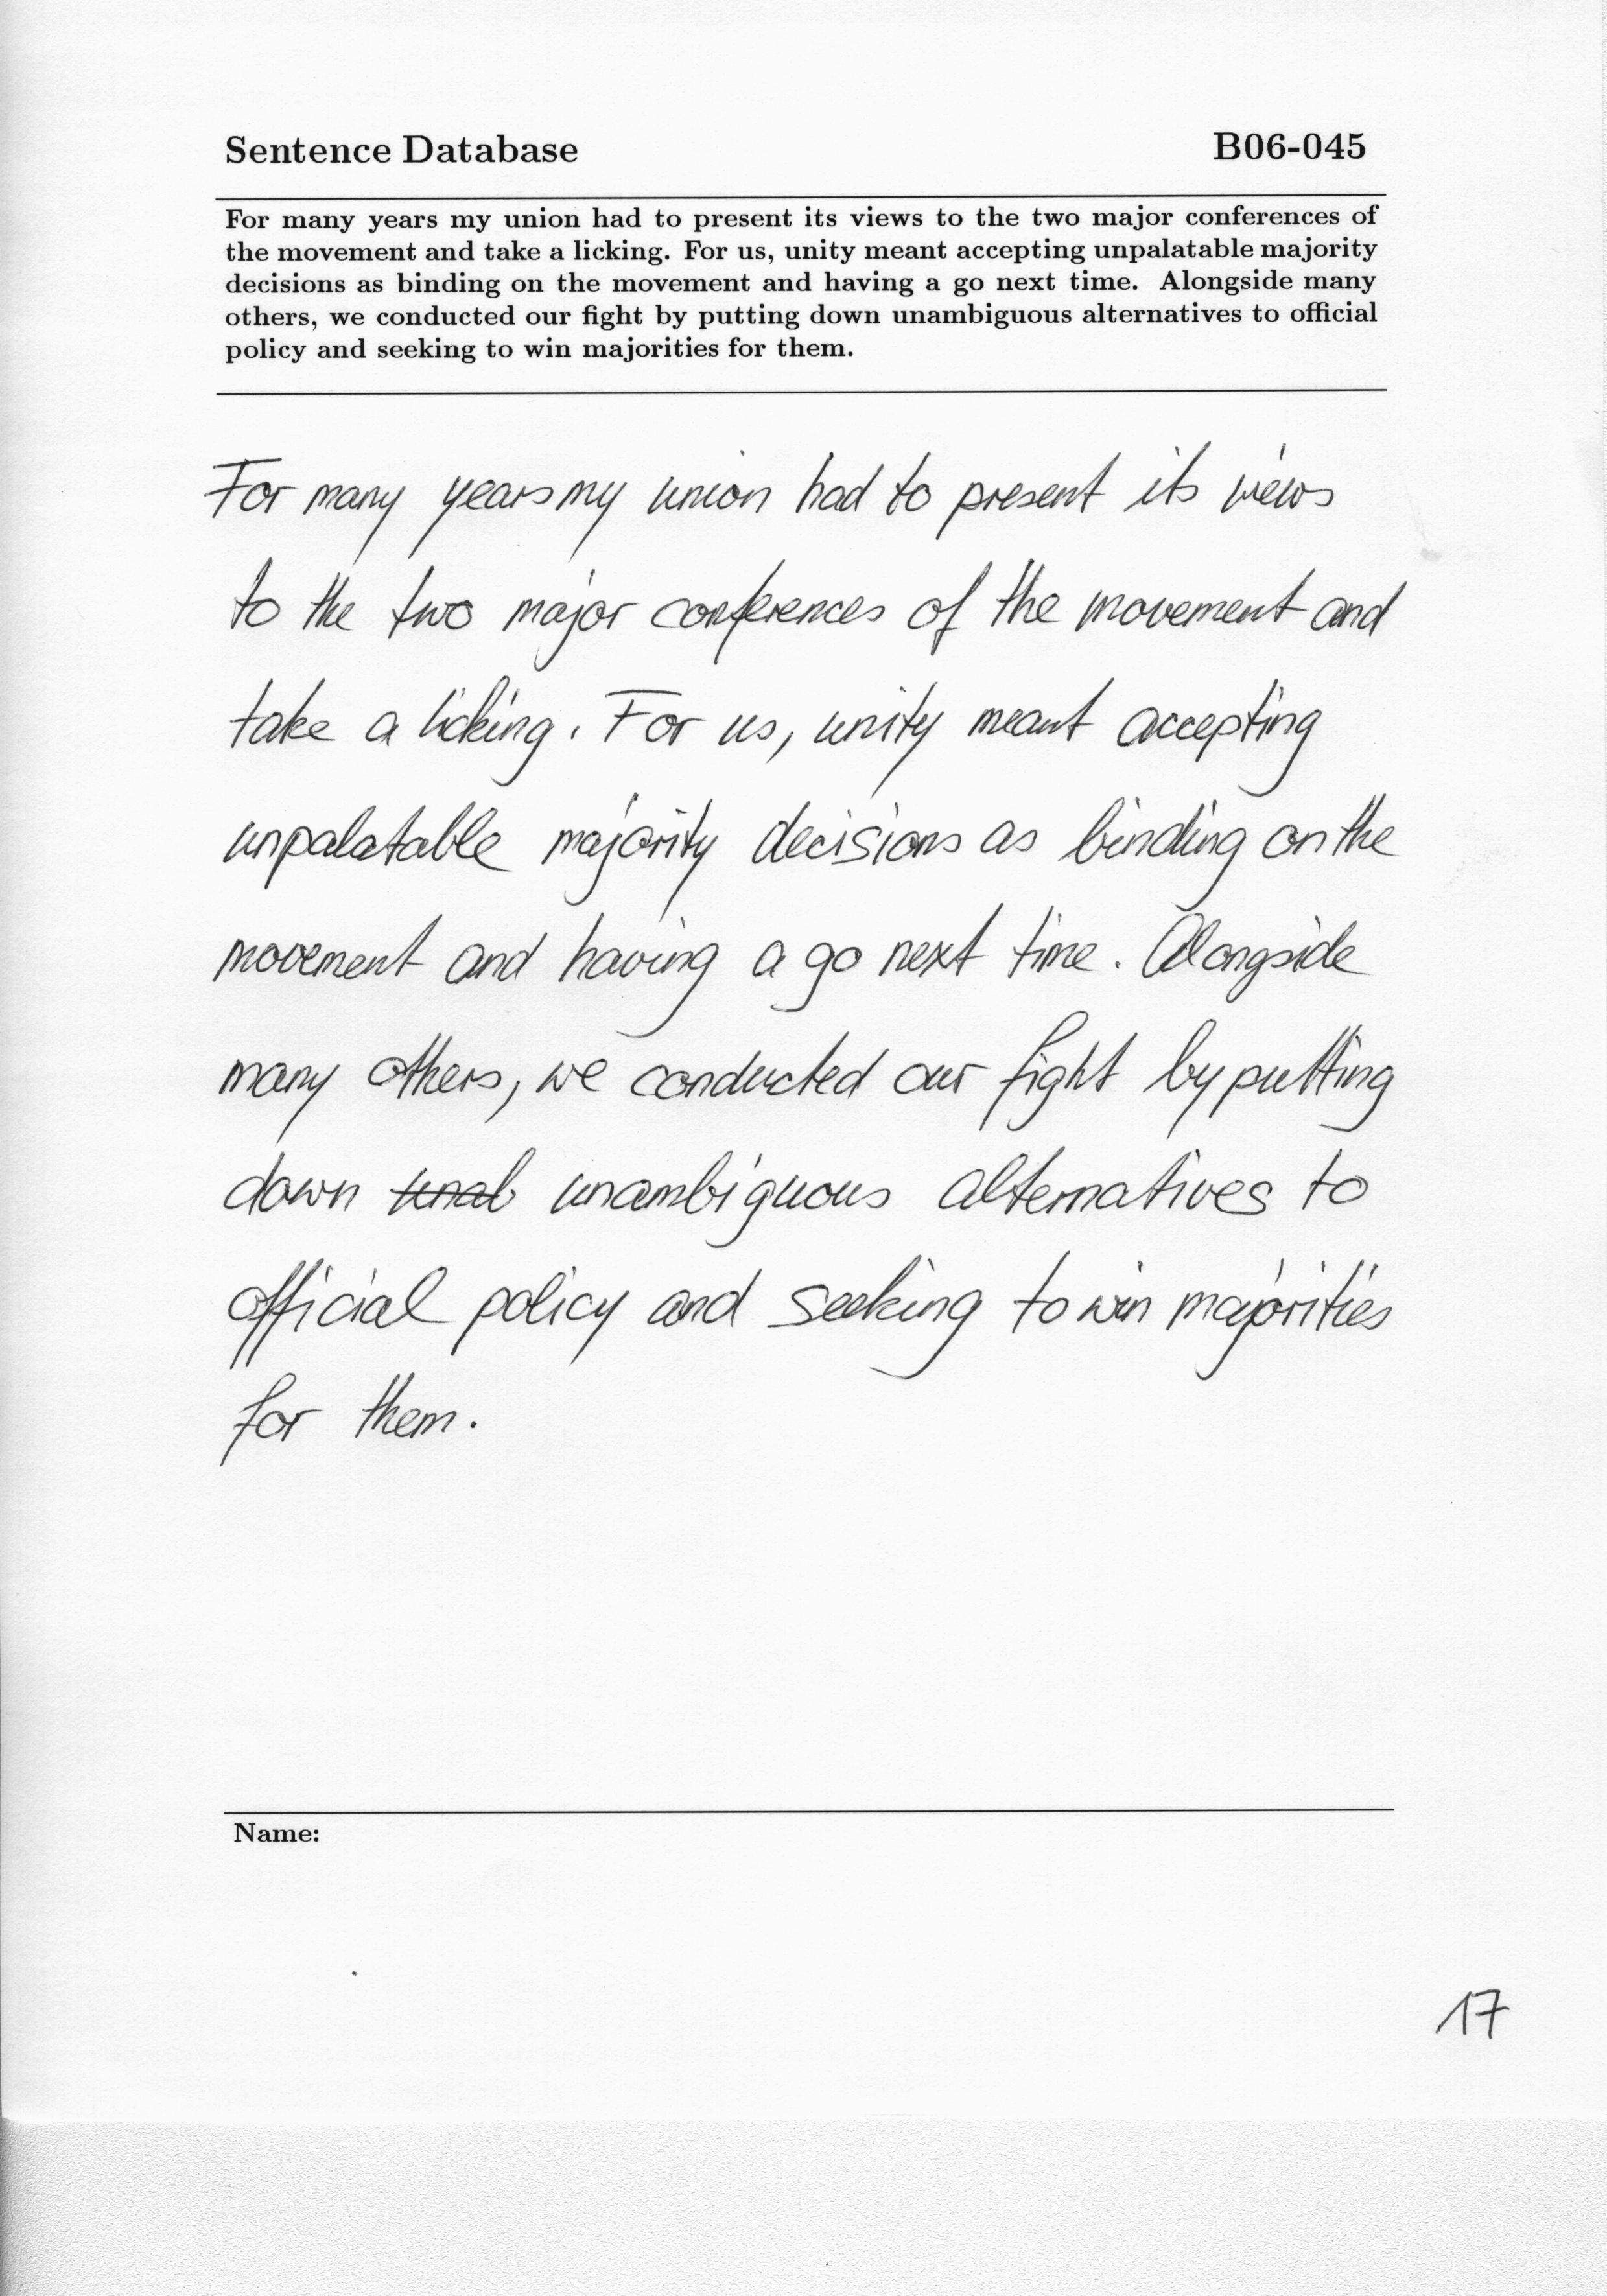 Sentence Database B06-045
For many years my union had to present its views to the two major conferences of
the movement and take a licking. For us, unity meant accepting unpalatable majority
decisions as binding on the movement and having a go next time. Alongside many
others, we conducted our fight by putting down unambiguous alternatives to official
policy and seeking to win majorities for them.
For many years my union had to present its views
to the two major conferences of the movement and
take a licking. For us, unity meant accepting
unpalatable majority decisions as binding on the
movement and having a go next time. Alongside
many others, we conducted our fight by putting
down unab unambiguous alternatives to
official policy and seeking to win majorities
for them.
Name:
17